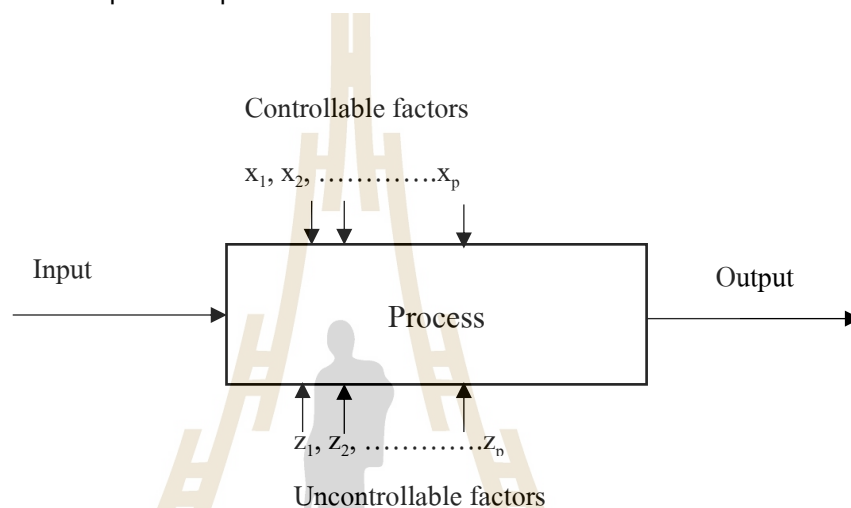 Controllable factors
x1, x2, ………….xp
Input
Output
Process
z1, z2, ………….zp
Uncontrollable factors